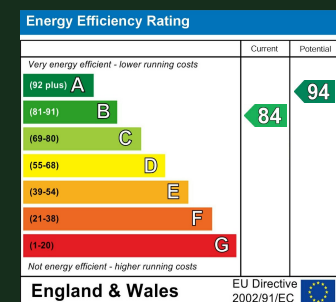 Energy Efficiency Rating
Current Potential
Very energy efficient - lower running costs
(92 plus) A
94
(81-91) B
84
(69-80) C
(55-68) D
(39-54) E
(21-38) F
(1-20) G
Not energy efficient - higher running costs
England & Wales
EU Directive
2002/91/EC